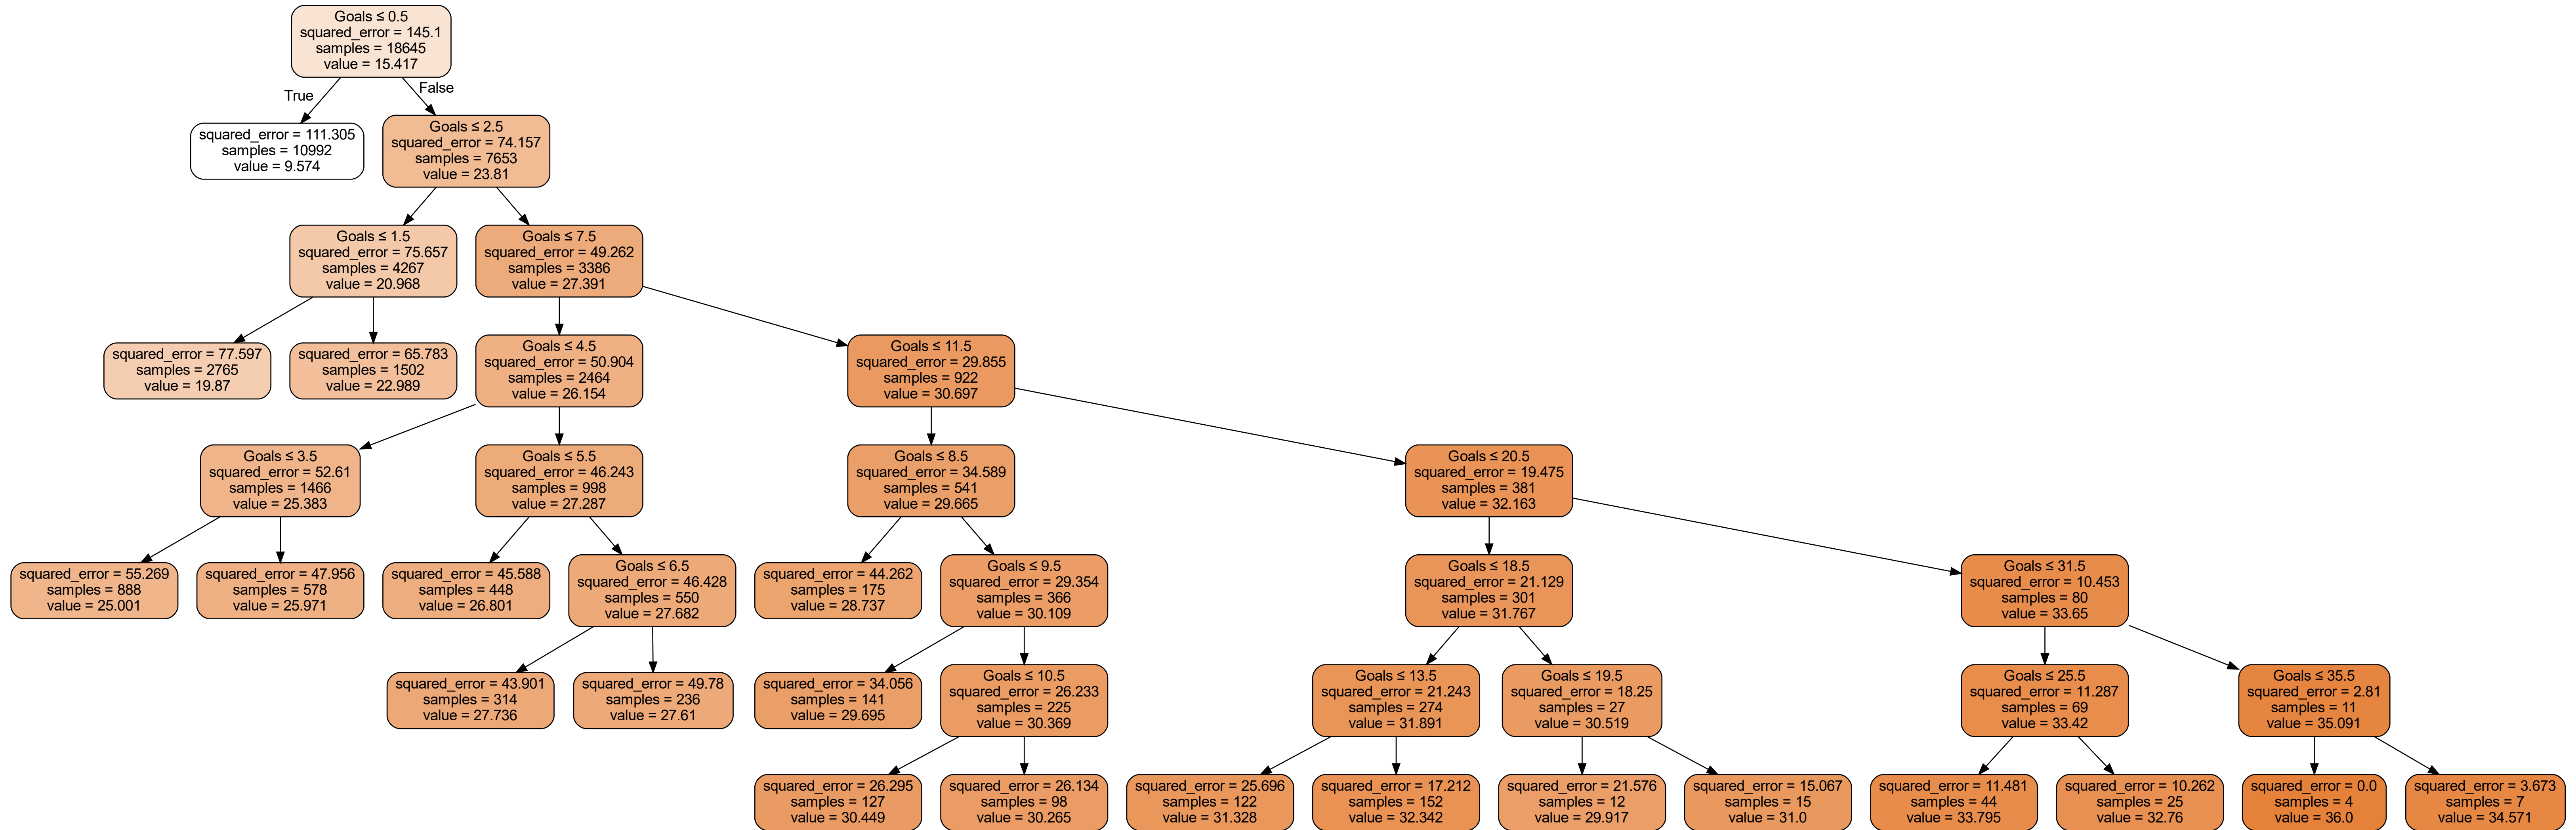 Goals ≤ 0.5
squared_error = 145.1
samples = 18645
value = 15.417
True
False
squared_error = 111.305
samples = 10992
value = 9.574
Goals ≤ 2.5
squared_error = 74.157
samples = 7653
value = 23.81
Goals ≤ 1.5
squared_error = 75.657
samples = 4267
value = 20.968
Goals ≤ 7.5
squared_error = 49.262
samples = 3386
value = 27.391
squared_error = 77.597
samples = 2765
value = 19.87
squared_error = 65.783
samples = 1502
value = 22.989
Goals ≤ 4.5
squared_error = 50.904
samples = 2464
value = 26.154
Goals ≤ 11.5
squared_error = 29.855
samples = 922
value = 30.697
Goals ≤ 3.5
squared_error = 52.61
samples = 1466
value = 25.383
Goals ≤ 5.5
squared_error = 46.243
samples = 998
value = 27.287
Goals ≤ 8.5
squared_error = 34.589
samples = 541
value = 29.665
Goals ≤ 20.5
squared_error = 19.475
samples = 381
value = 32.163
squared_error = 55.269
samples = 888
value = 25.001
squared_error = 47.956
samples = 578
value = 25.971
squared_error = 45.588
samples = 448
value = 26.801
Goals ≤ 6.5
squared_error = 46.428
samples = 550
value = 27.682
squared_error = 44.262
samples = 175
value = 28.737
Goals ≤ 9.5
squared_error = 29.354
samples = 366
value = 30.109
Goals ≤ 18.5
squared_error = 21.129
samples = 301
value = 31.767
Goals ≤ 31.5
squared_error = 10.453
samples = 80
value = 33.65
squared_error = 43.901
samples = 314
value = 27.736
squared_error = 49.78
samples = 236
value = 27.61
squared_error = 34.056
samples = 141
value = 29.695
Goals ≤ 10.5
squared_error = 26.233
samples = 225
value = 30.369
Goals ≤ 13.5
squared_error = 21.243
samples = 274
value = 31.891
Goals ≤ 19.5
squared_error = 18.25
samples = 27
value = 30.519
Goals ≤ 25.5
squared_error = 11.287
samples = 69
value = 33.42
Goals ≤ 35.5
squared_error = 2.81
samples = 11
value = 35.091
squared_error = 26.295
samples = 127
value = 30.449
squared_error = 26.134
samples = 98
value = 30.265
squared_error = 25.696
samples = 122
value = 31.328
squared_error = 17.212
samples = 152
value = 32.342
squared_error = 21.576
samples = 12
value = 29.917
squared_error = 15.067
samples = 15
value = 31.0
squared_error = 11.481
samples = 44
value = 33.795
squared_error = 10.262
samples = 25
value = 32.76
squared_error = 0.0
samples = 4
value = 36.0
squared_error = 3.673
samples = 7
value = 34.571